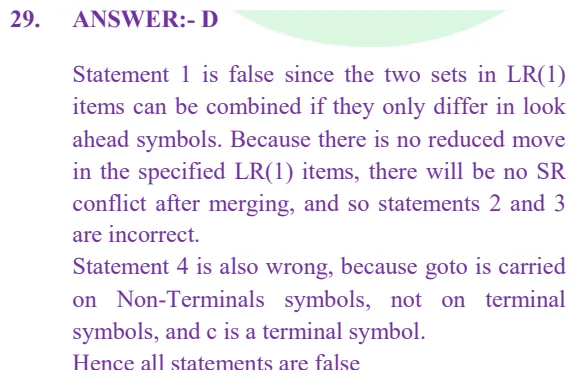 29. ANSWER:- D
Statement 1 is false since the two sets in LR(1)
items can be combined if they only differ in look
ahead symbols. Because there is no reduced move
in the specified LR(1) items, there will be no SR
conflict after merging, and so statements 2 and 3
are incorrect.
Statement 4 is also wrong, because goto is carried
on Non-Terminals symbols, not on terminal
symbols, and c is a terminal symbol.
Hence all statements are false